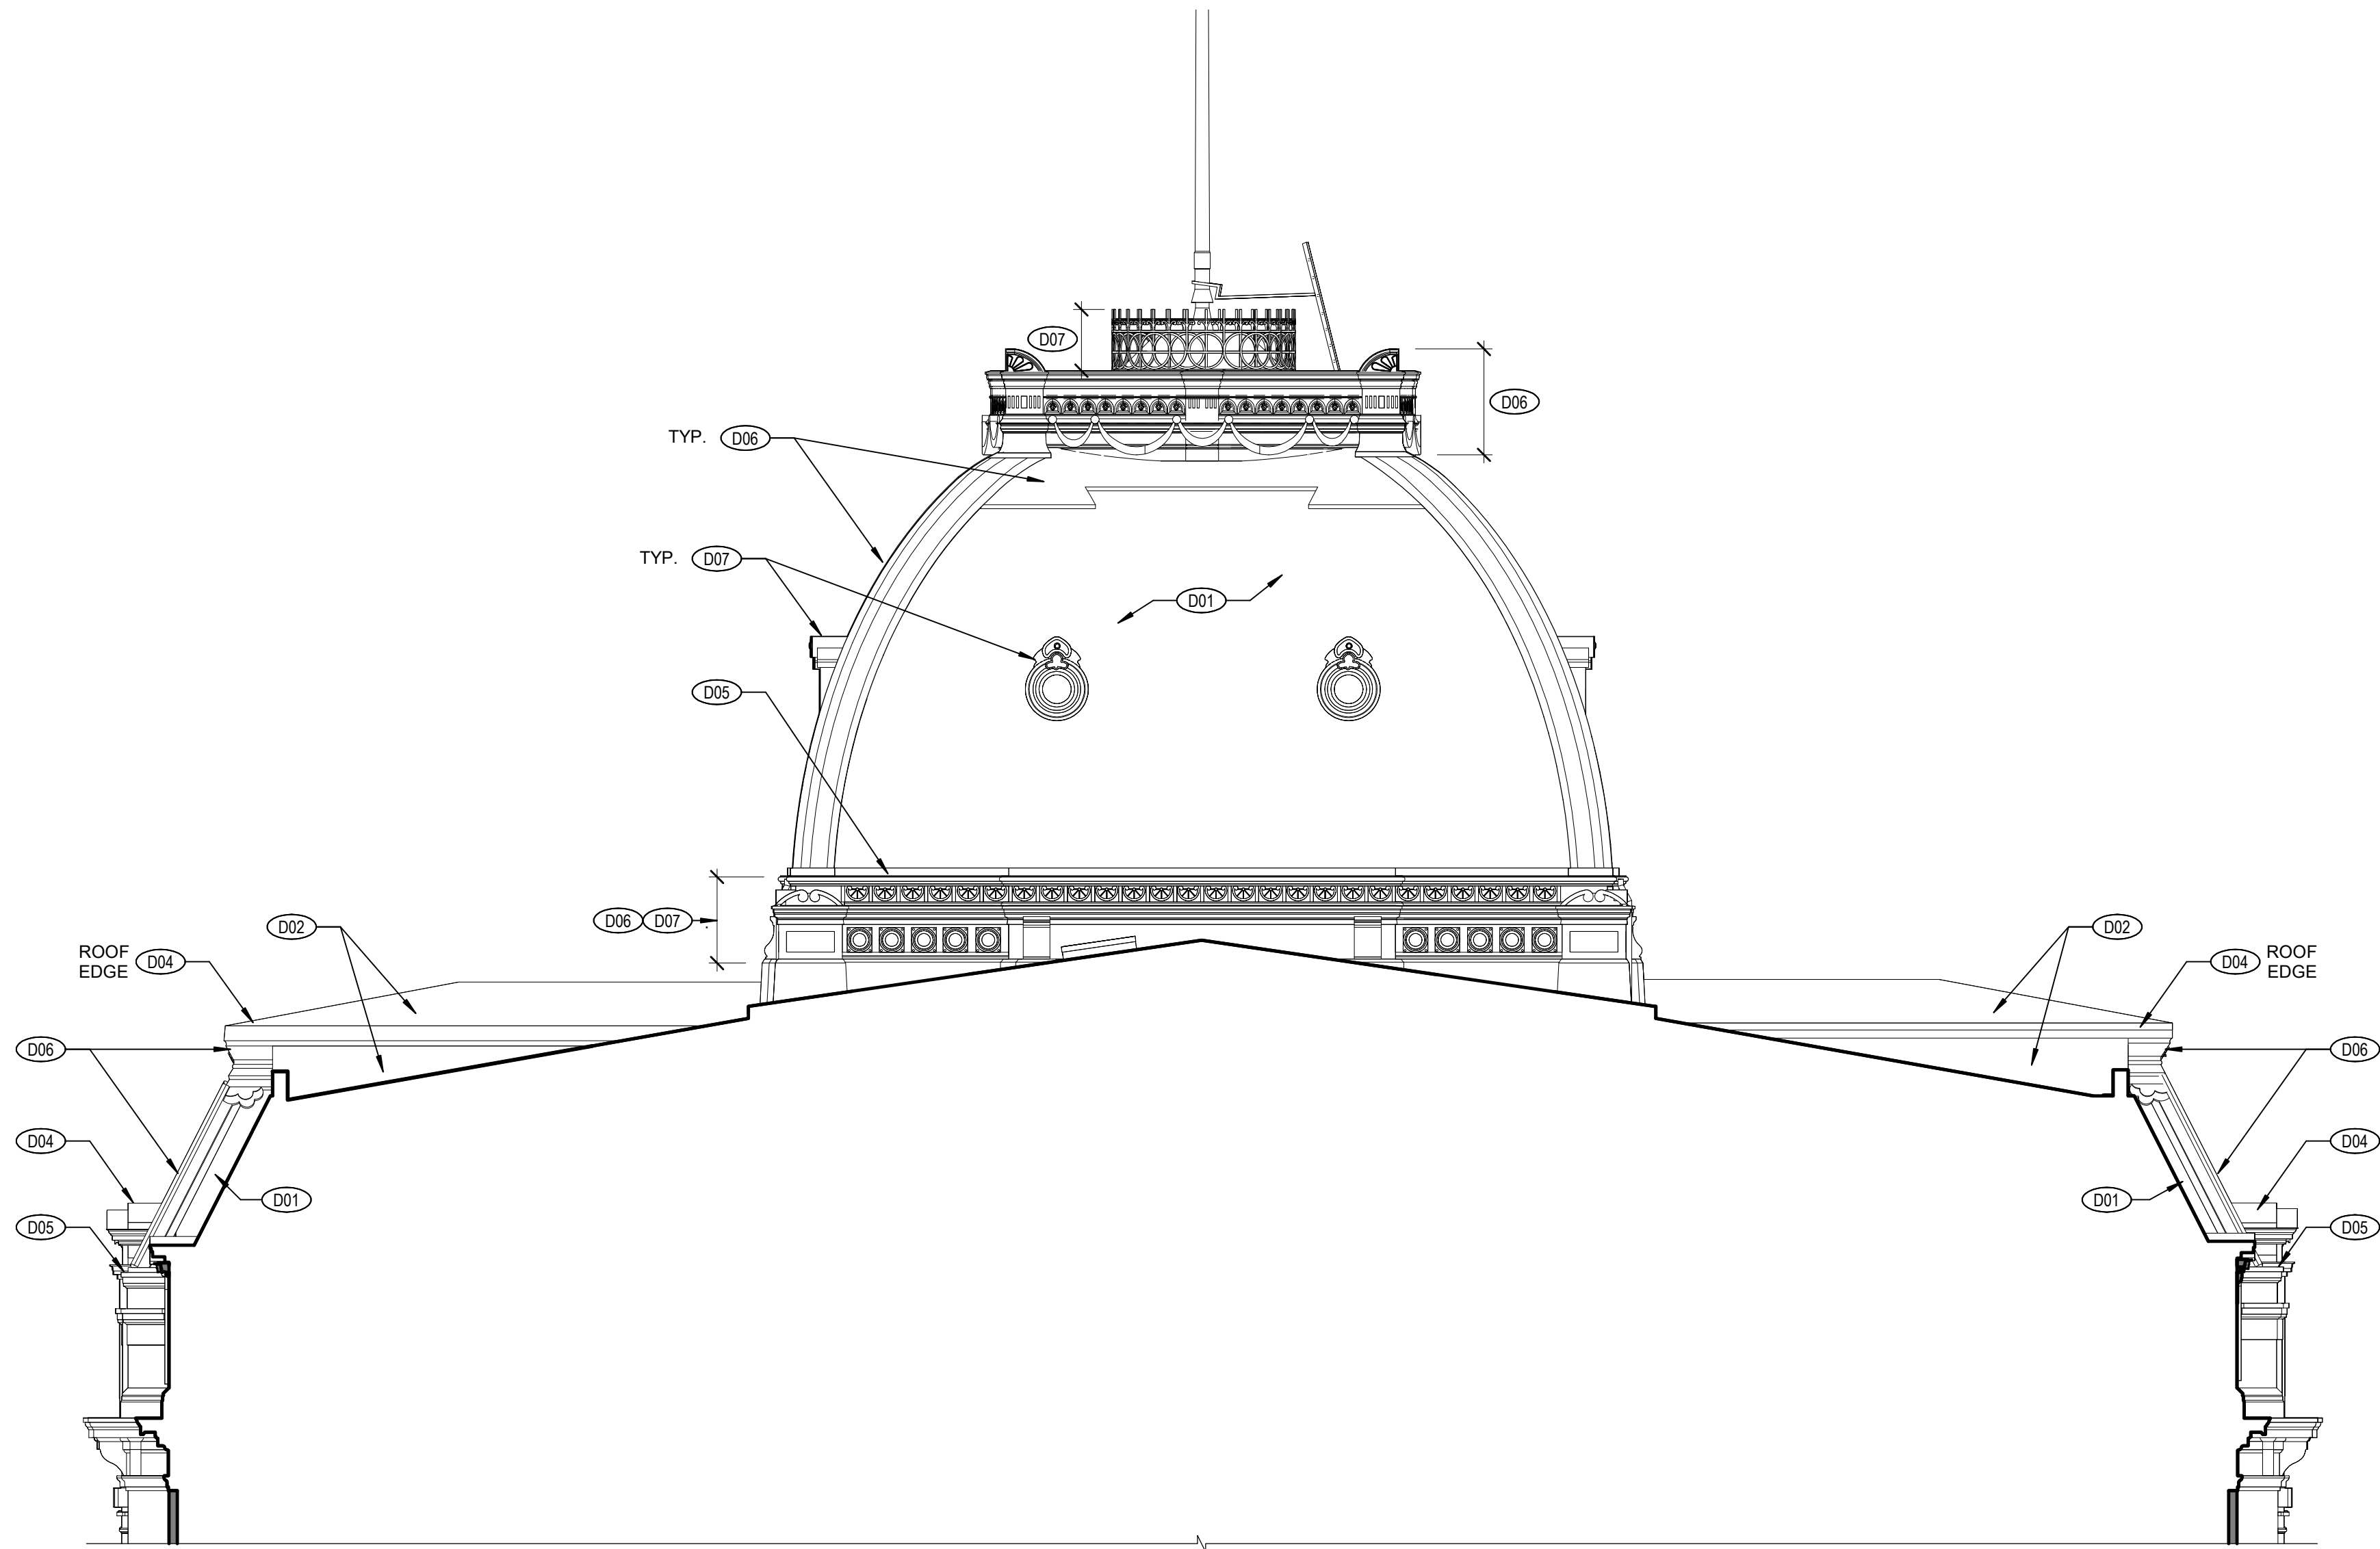 D07
D06
TYP. D06
TYP. D07
D01
D05
D06 D07
D02
D02
ROOF
EDGE D04
D04 ROOF
EDGE
D06
D06
D04
D04
D01
D01
D05
D05